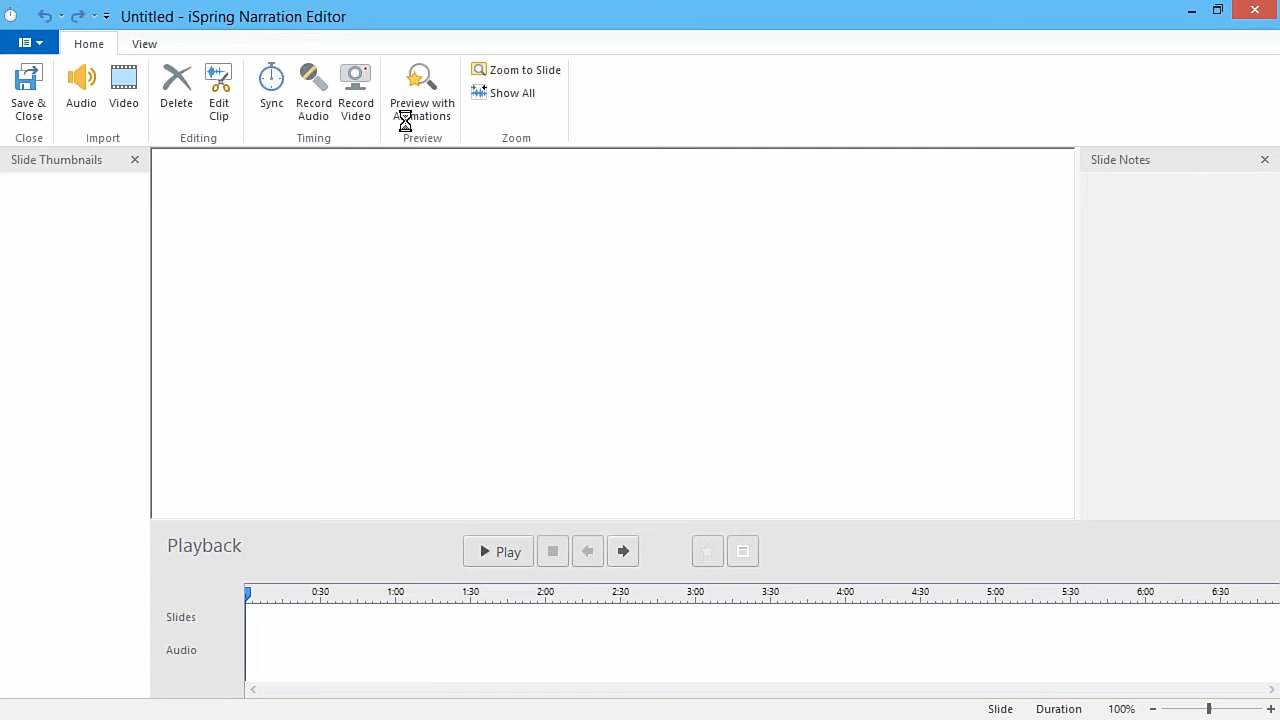 Untitled - iSpring Narration Editor
Home View
Save & Close
Audio
Video
Delete
Edit Clip
Sync
Record Audio
Record Video
Preview with Animations
Zoom to Slide
Show All
Close Import Editing Timing Preview Zoom
Slide Thumbnails
Slide Notes
Playback
Play
0:30 1:00 1:30 2:00 2:30 3:00 3:30 4:00 4:30 5:00 5:30 6:00 6:30
Slides
Audio
Slide Duration 100%